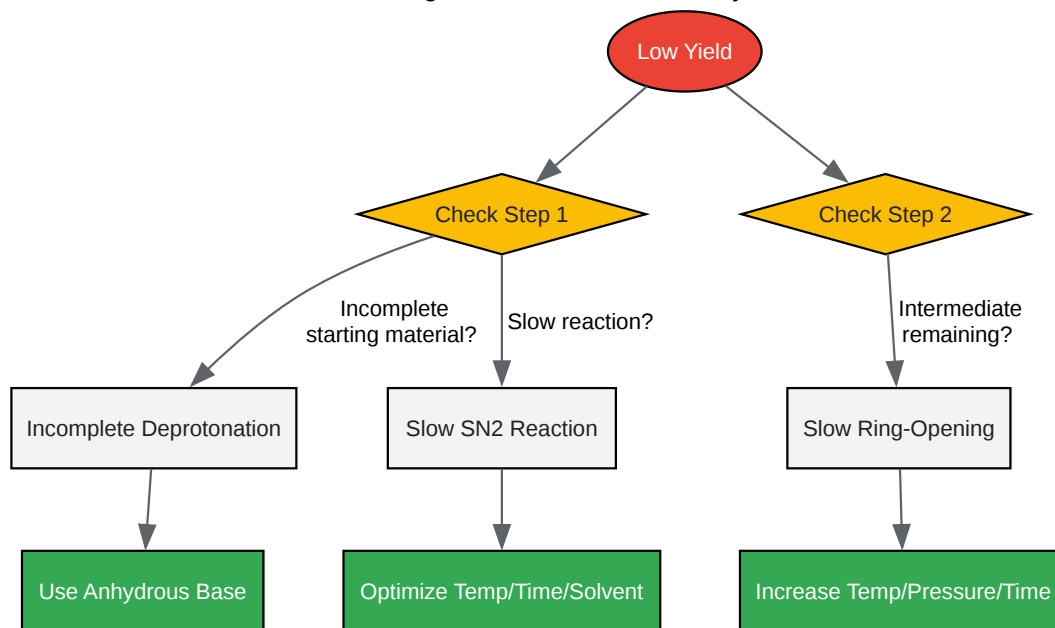 Low Yield
Check Step 1
Check Step 2
Incomplete
starting material?
Slow reaction?
Intermediate
remaining?
Incomplete Deprotonation
Slow SN2 Reaction
Slow Ring-Opening
Use Anhydrous Base
Optimize Temp/Time/Solvent
Increase Temp/Pressure/Time